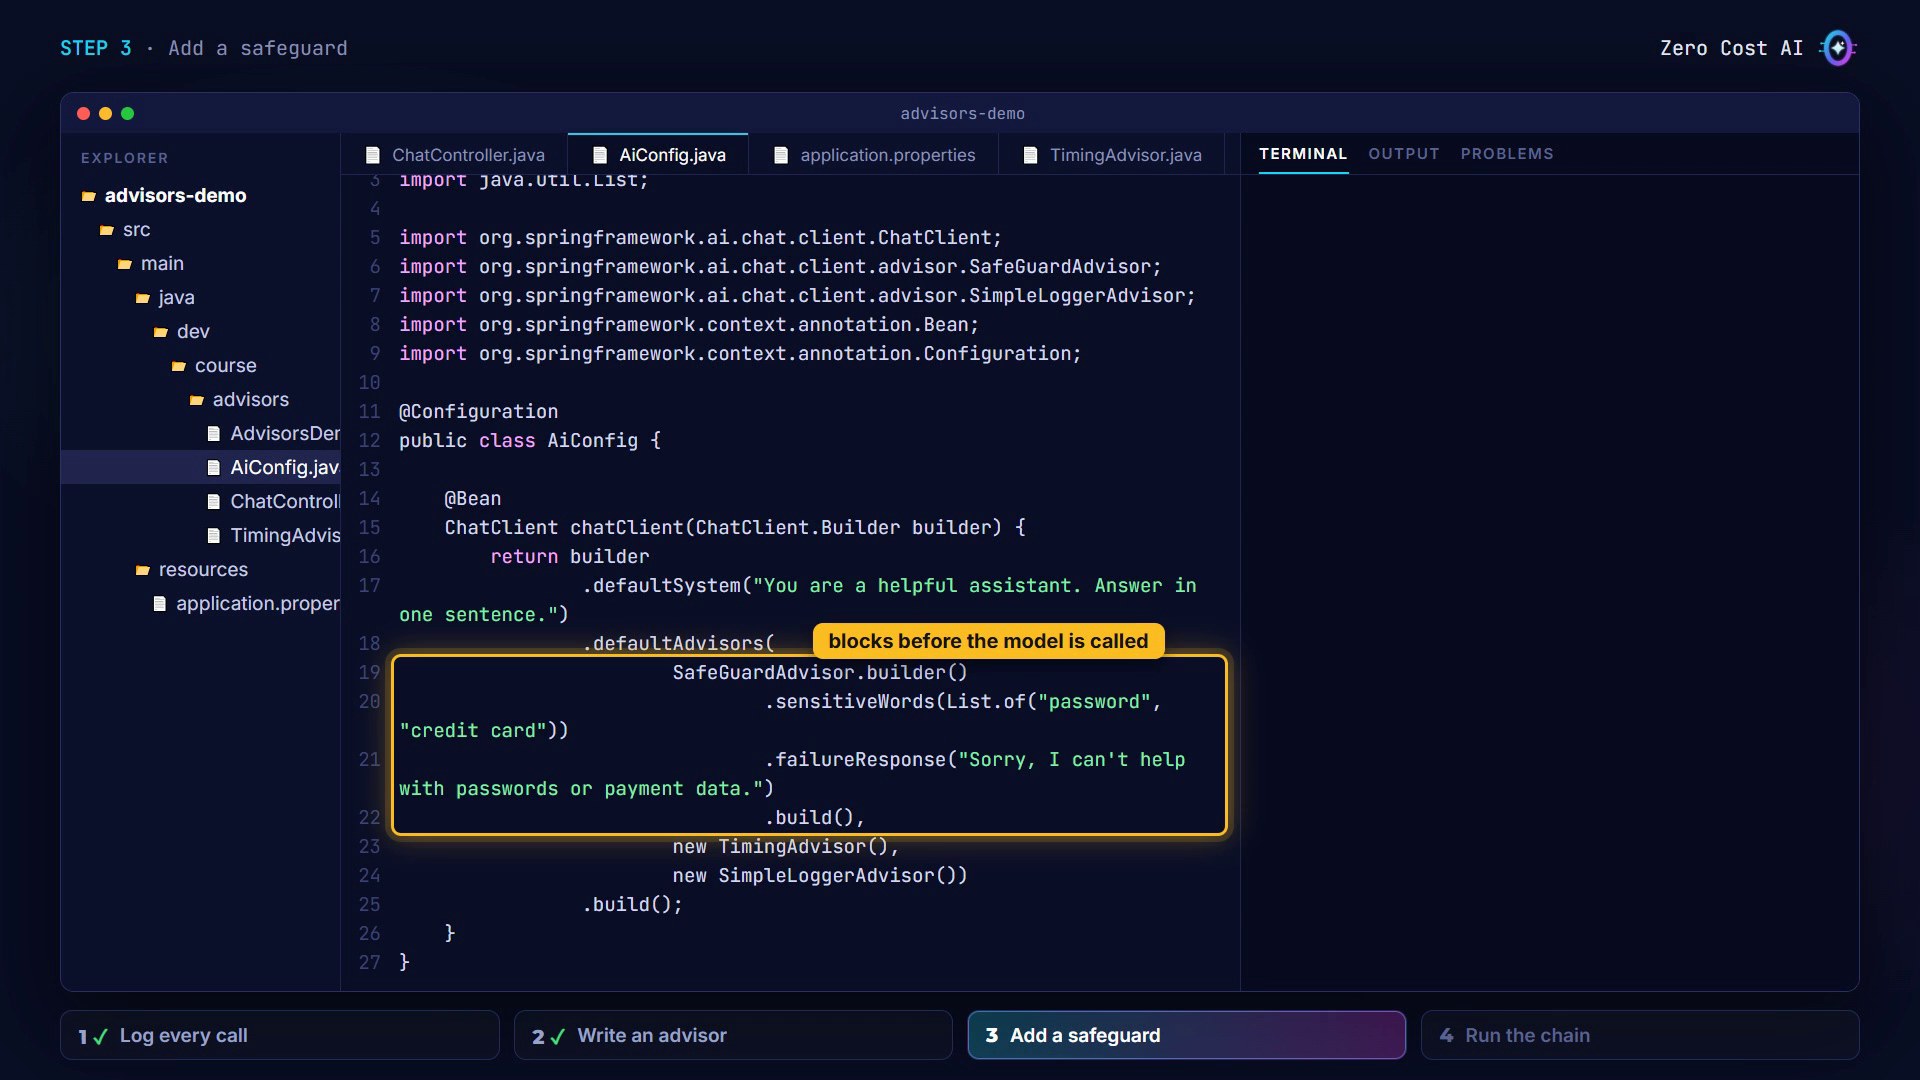 STEP 3 · Add a safeguard
Zero Cost AI
advisors-demo
EXPLORER
advisors-demo
src
main
java
dev
course
advisors
AdvisorsDer
AiConfig.jav
ChatControll
TimingAdvis
resources
application.proper
ChatController.java
AiConfig.java
application.properties
TimingAdvisor.java
3 import java.util.List;
4
5 import org.springframework.ai.chat.client.ChatClient;
6 import org.springframework.ai.chat.client.advisor.SafeGuardAdvisor;
7 import org.springframework.ai.chat.client.advisor.SimpleLoggerAdvisor;
8 import org.springframework.context.annotation.Bean;
9 import org.springframework.context.annotation.Configuration;
10
11 @Configuration
12 public class AiConfig {
13
14 @Bean
15 ChatClient chatClient(ChatClient.Builder builder) {
16 return builder
17 .defaultSystem("You are a helpful assistant. Answer in
one sentence.")
18 .defaultAdvisors(
blocks before the model is called
19 SafeGuardAdvisor.builder()
20 .sensitiveWords(List.of("password",
"credit card"))
21 .failureResponse("Sorry, I can't help
with passwords or payment data.")
22 .build(),
23 new TimingAdvisor(),
24 new SimpleLoggerAdvisor())
25 .build();
26 }
27 }
TERMINAL
OUTPUT
PROBLEMS
1 ✓ Log every call
2 ✓ Write an advisor
3 Add a safeguard
4 Run the chain